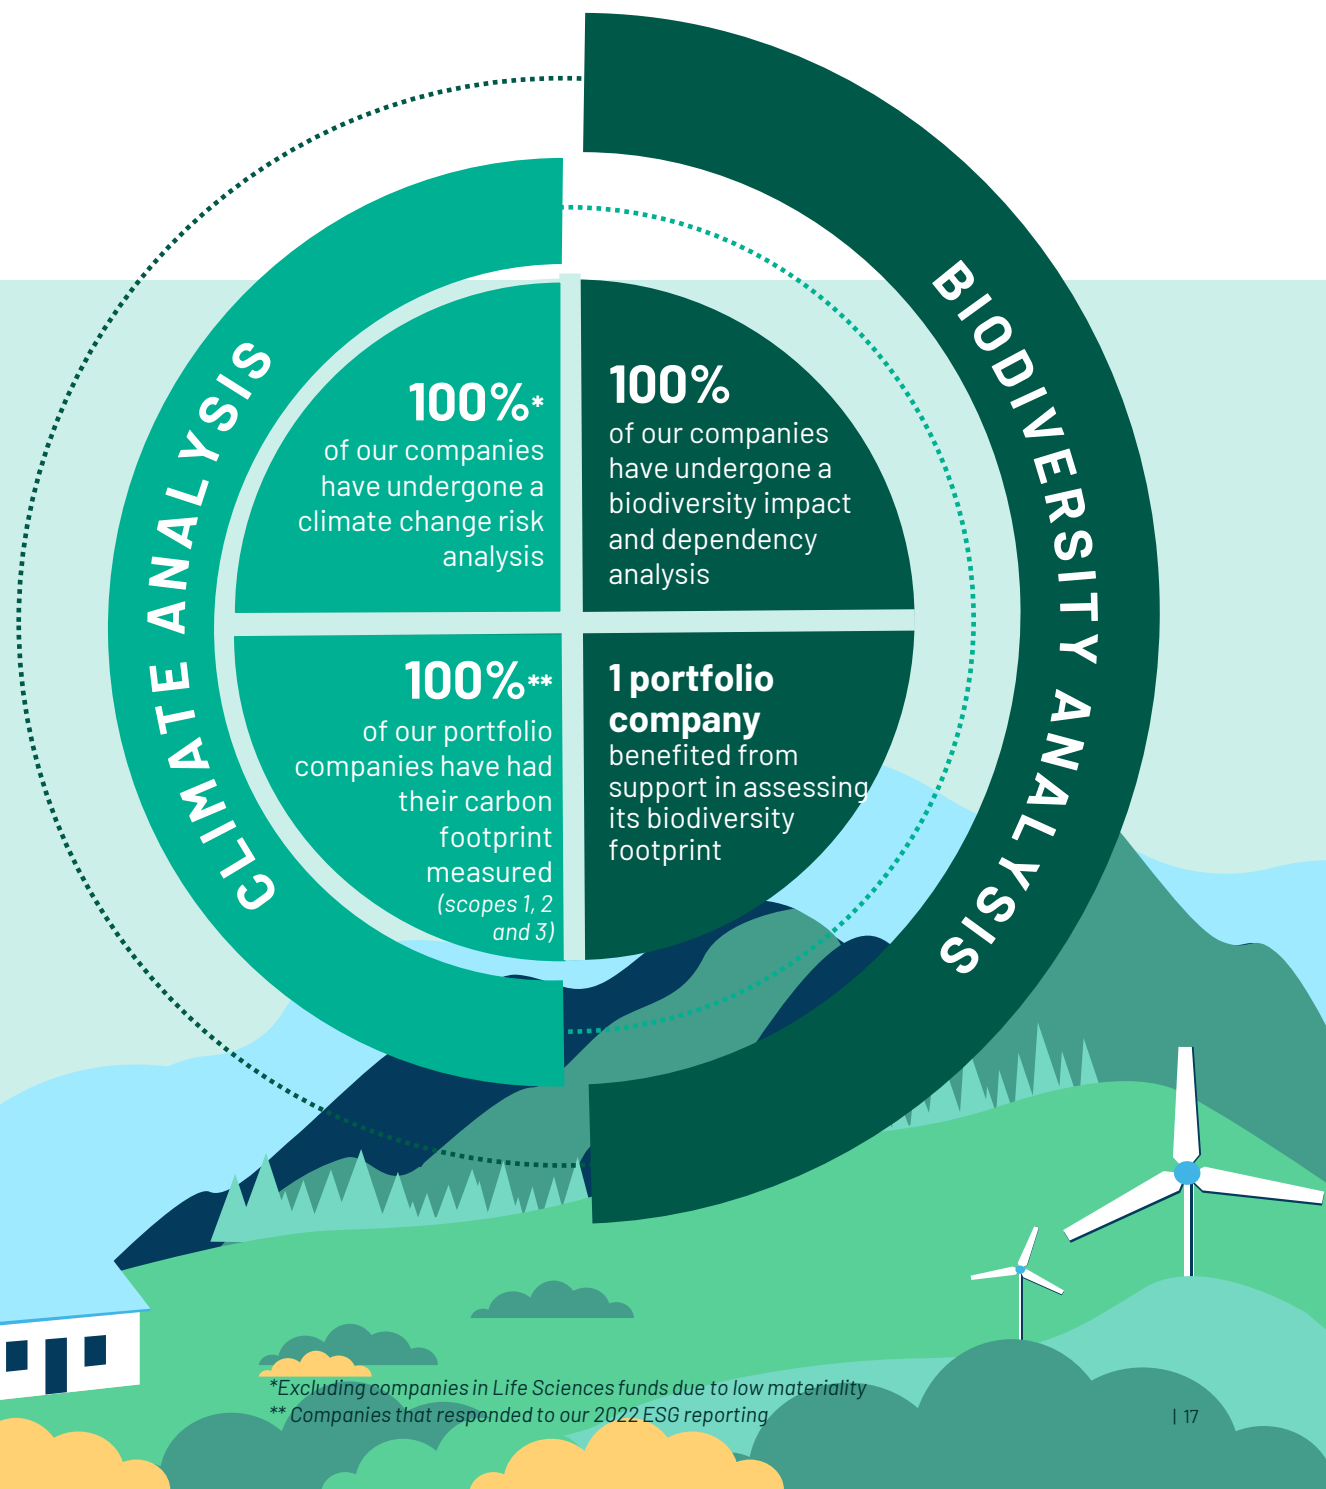 CLIMATE ANALYSIS
100%*
of our companies
have undergone a
climate change risk
analysis
100%**
of our portfolio
companies have had
their carbon
footprint
measured
(scopes 1, 2
and 3)
BIODIVERSITY ANALYSIS
100%
of our companies
have undergone a
biodiversity impact
and dependency
analysis
1 portfolio
company
benefited from
support in assessing
its biodiversity
footprint
*Excluding companies in Life Sciences funds due to low materiality
** Companies that responded to our 2022 ESG reporting
| 17